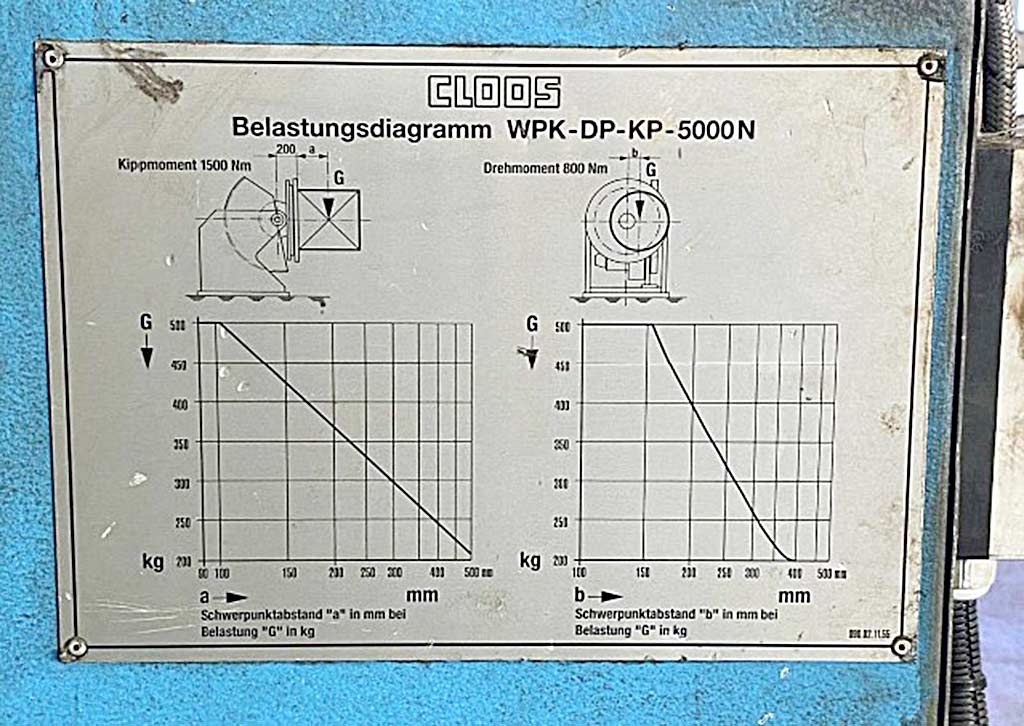 CLOOS
Belastungsdiagramm WPK-DP-KP-5000N
Kippmoment 1500 Nm
200 a
G
Drehmoment 800 Nm
b
G
G
500
450
400
350
300
250
kg 200
90 100 150 200 250 300 400 500 mm
a mm
Schwerpunktabstand "a" in mm bei
Belastung "G" in kg
G
500
450
400
350
300
250
kg 200
100 150 200 250 300 400 500 mm
b mm
Schwerpunktabstand "b" in mm bei
Belastung "G" in kg